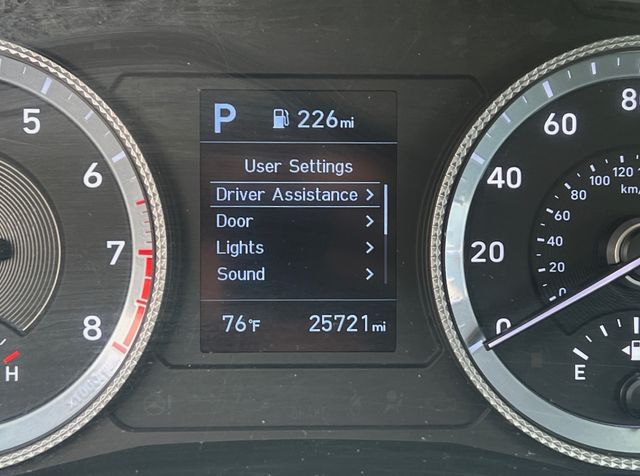 P 226mi
User Settings
Driver Assistance >
Door >
Lights >
Sound >
76°F 25721mi
5
6
7
8
H
0
20
40
60
80
0
20
40
60
80
100
120
km/
E